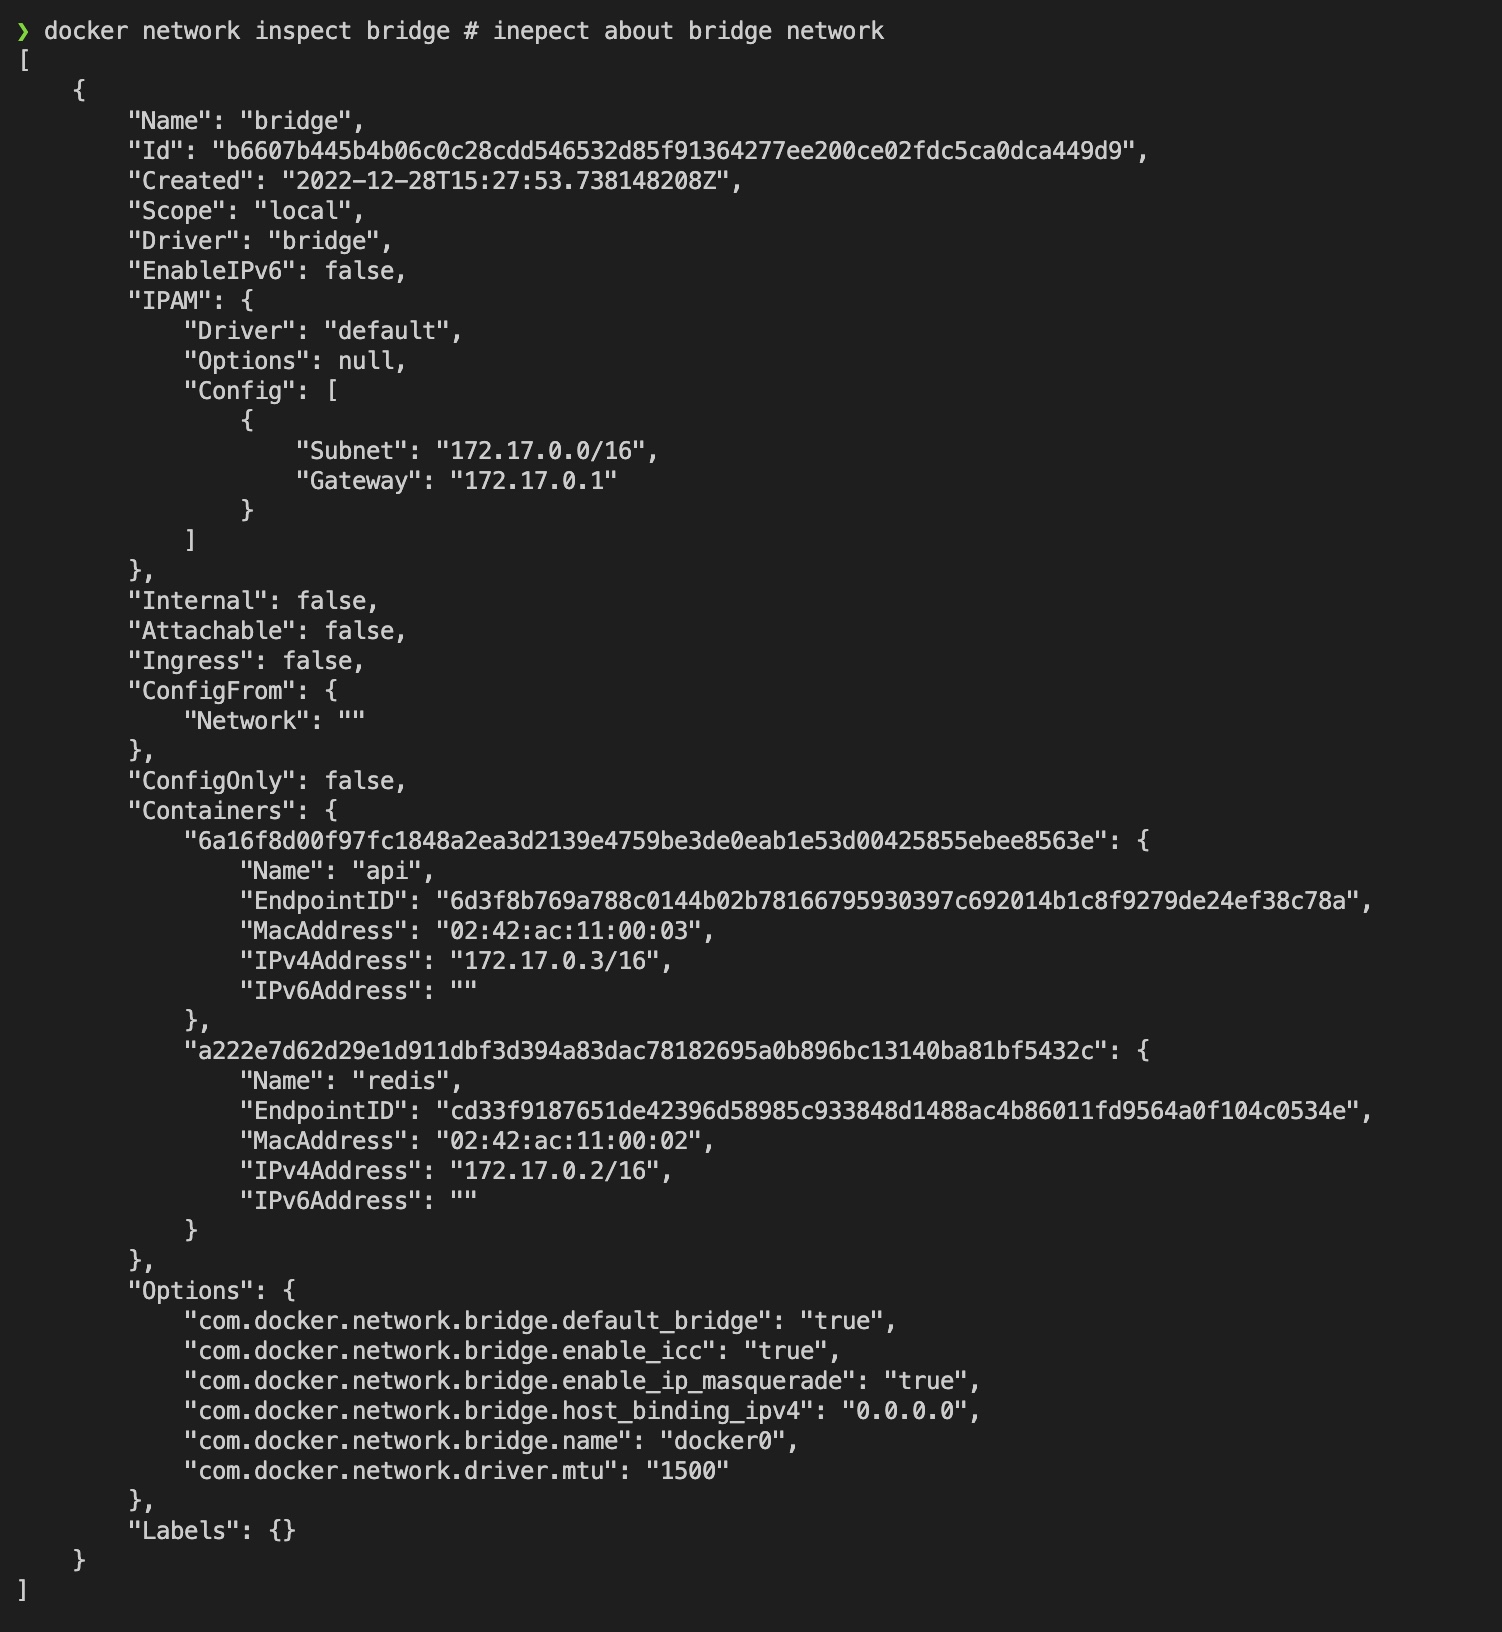 ❯ docker network inspect bridge # inepect about bridge network
[
    {
        "Name": "bridge",
        "Id": "b6607b445b4b06c0c28cdd546532d85f91364277ee200ce02fdc5ca0dca449d9",
        "Created": "2022-12-28T15:27:53.738148208Z",
        "Scope": "local",
        "Driver": "bridge",
        "EnableIPv6": false,
        "IPAM": {
            "Driver": "default",
            "Options": null,
            "Config": [
                {
                    "Subnet": "172.17.0.0/16",
                    "Gateway": "172.17.0.1"
                }
            ]
        },
        "Internal": false,
        "Attachable": false,
        "Ingress": false,
        "ConfigFrom": {
            "Network": ""
        },
        "ConfigOnly": false,
        "Containers": {
            "6a16f8d00f97fc1848a2ea3d2139e4759be3de0eab1e53d00425855ebee8563e": {
                "Name": "api",
                "EndpointID": "6d3f8b769a788c0144b02b78166795930397c692014b1c8f9279de24ef38c78a",
                "MacAddress": "02:42:ac:11:00:03",
                "IPv4Address": "172.17.0.3/16",
                "IPv6Address": ""
            },
            "a222e7d62d29e1d911dbf3d394a83dac78182695a0b896bc13140ba81bf5432c": {
                "Name": "redis",
                "EndpointID": "cd33f9187651de42396d58985c933848d1488ac4b86011fd9564a0f104c0534e",
                "MacAddress": "02:42:ac:11:00:02",
                "IPv4Address": "172.17.0.2/16",
                "IPv6Address": ""
            }
        },
        "Options": {
            "com.docker.network.bridge.default_bridge": "true",
            "com.docker.network.bridge.enable_icc": "true",
            "com.docker.network.bridge.enable_ip_masquerade": "true",
            "com.docker.network.bridge.host_binding_ipv4": "0.0.0.0",
            "com.docker.network.bridge.name": "docker0",
            "com.docker.network.driver.mtu": "1500"
        },
        "Labels": {}
    }
]